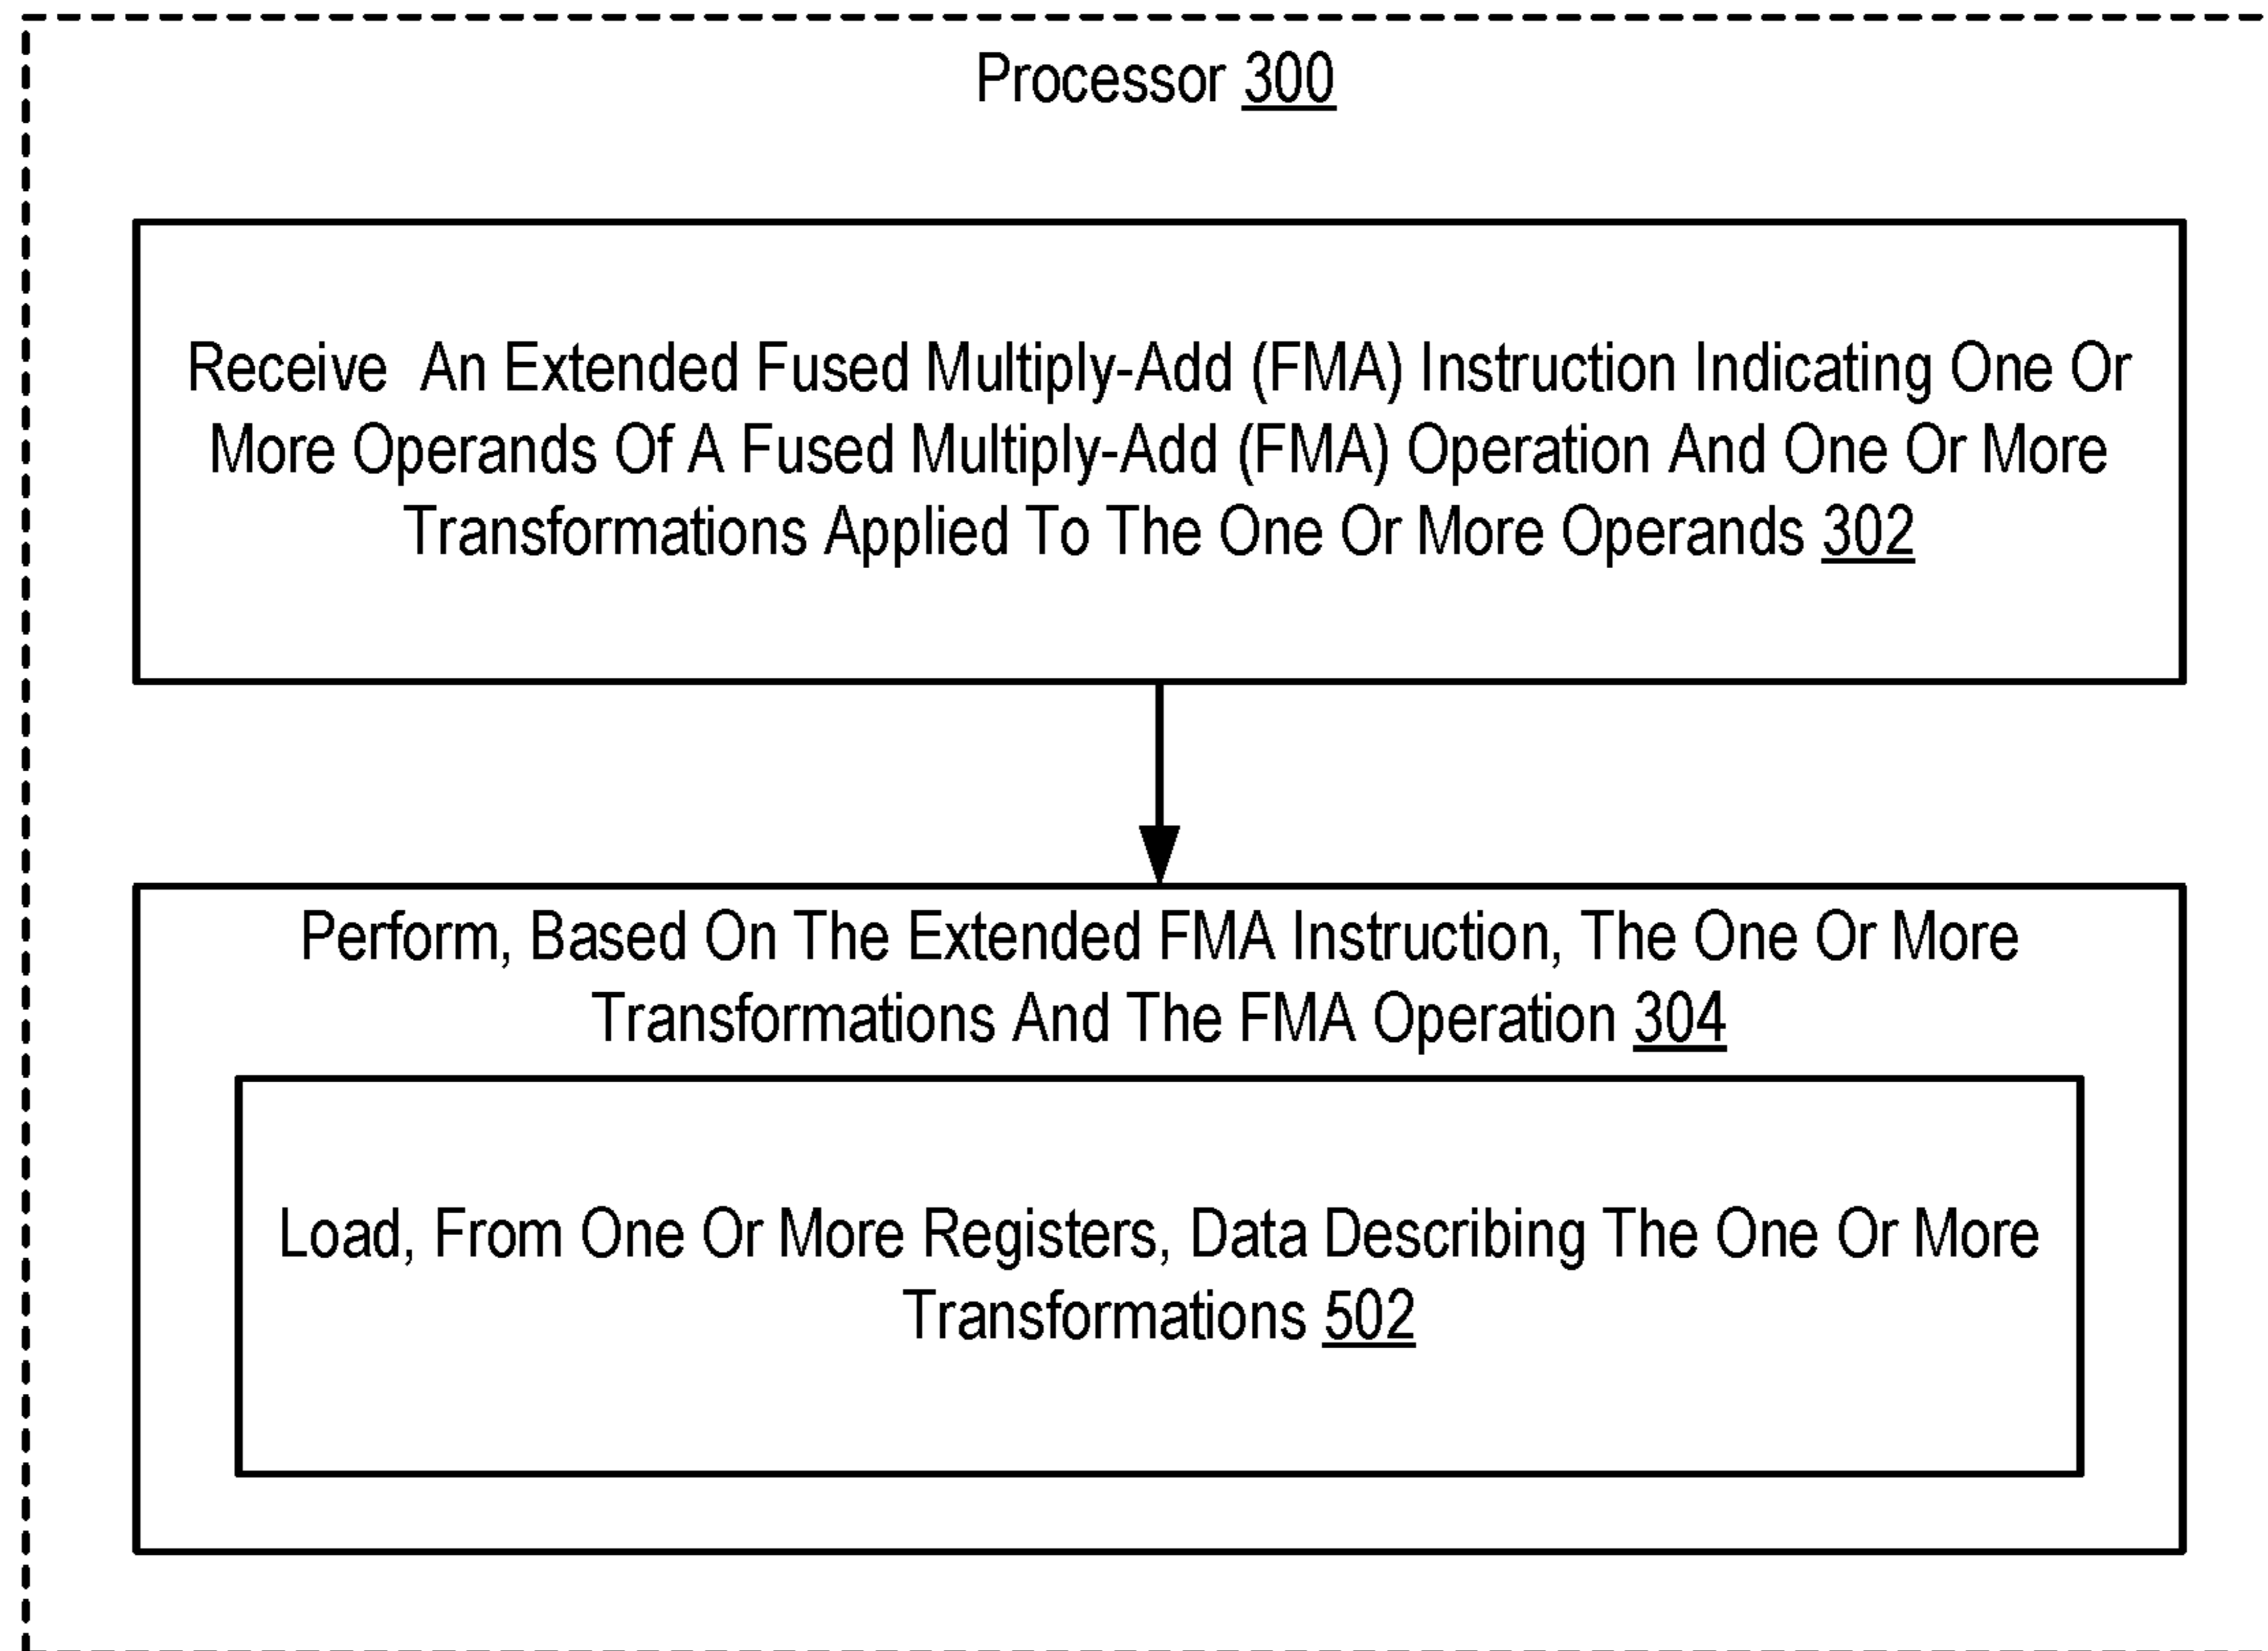 Processor 300
Receive An Extended Fused Multiply-Add (FMA) Instruction Indicating One Or
More Operands Of A Fused Multiply-Add (FMA) Operation And One Or More
Transformations Applied To The One Or More Operands 302
Perform, Based On The Extended FMA Instruction, The One Or More
Transformations And The FMA Operation 304
Load, From One Or More Registers, Data Describing The One Or More
Transformations 502